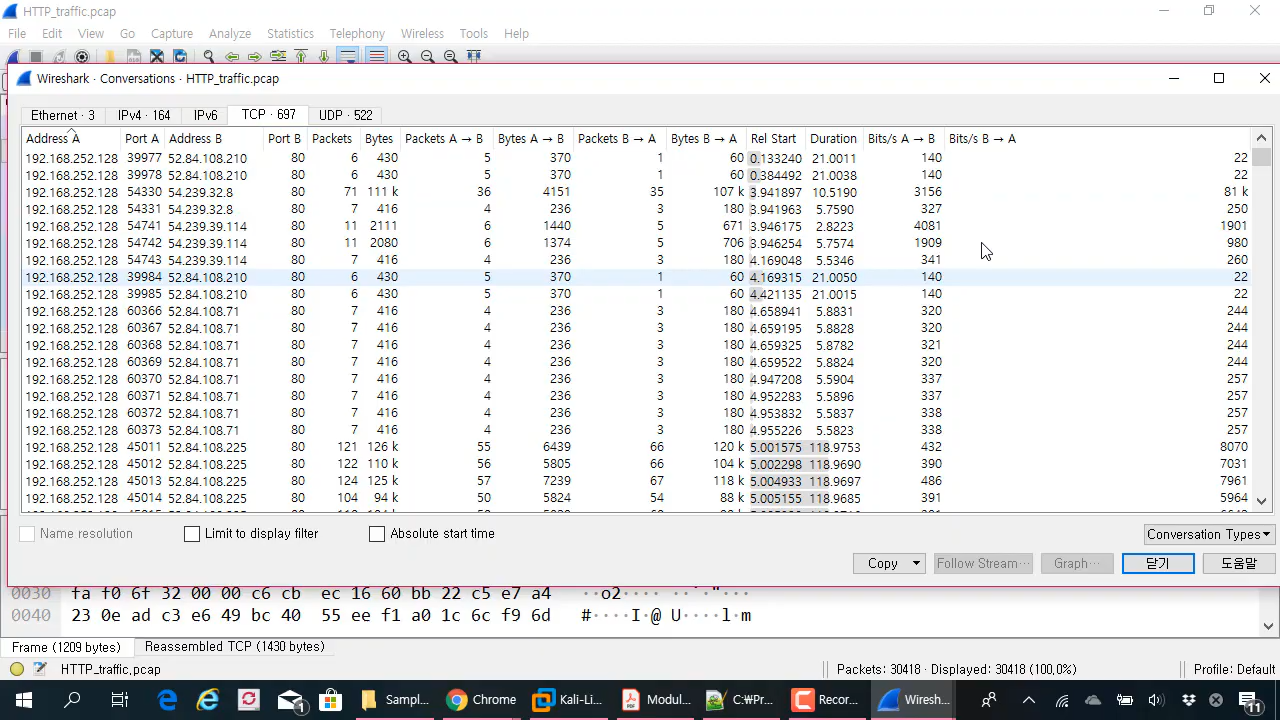 HTTP_traffic.pcap
File Edit View Go Capture Analyze Statistics Telephony Wireless Tools Help
Wireshark · Conversations · HTTP_traffic.pcap
Ethernet · 3 IPv4 · 164 IPv6 TCP · 697 UDP · 522
Address A Port A Address B Port B Packets Bytes Packets A → B Bytes A → B Packets B → A Bytes B → A Rel Start Duration Bits/s A → B Bits/s B → A
192.168.252.128 39977 52.84.108.210 80 6 430 5 370 1 60 0.133240 21.0011 140 22
192.168.252.128 39978 52.84.108.210 80 6 430 5 370 1 60 0.384492 21.0038 140 22
192.168.252.128 54330 54.239.32.8 80 71 111 k 36 4151 35 107 k 3.941897 10.5190 3156 81 k
192.168.252.128 54331 54.239.32.8 80 7 416 4 236 3 180 3.941963 5.7590 327 250
192.168.252.128 54741 54.239.39.114 80 11 2111 6 1440 5 671 3.946175 2.8223 4081 1901
192.168.252.128 54742 54.239.39.114 80 11 2080 6 1374 5 706 3.946254 5.7574 1909 980
192.168.252.128 54743 54.239.39.114 80 7 416 4 236 3 180 4.169048 5.5346 341 260
192.168.252.128 39984 52.84.108.210 80 6 430 5 370 1 60 4.169315 21.0050 140 22
192.168.252.128 39985 52.84.108.210 80 6 430 5 370 1 60 4.421135 21.0015 140 22
192.168.252.128 60366 52.84.108.71 80 7 416 4 236 3 180 4.658941 5.8831 320 244
192.168.252.128 60367 52.84.108.71 80 7 416 4 236 3 180 4.659195 5.8828 320 244
192.168.252.128 60368 52.84.108.71 80 7 416 4 236 3 180 4.659325 5.8782 321 244
192.168.252.128 60369 52.84.108.71 80 7 416 4 236 3 180 4.659522 5.8824 320 244
192.168.252.128 60370 52.84.108.71 80 7 416 4 236 3 180 4.947208 5.5904 337 257
192.168.252.128 60371 52.84.108.71 80 7 416 4 236 3 180 4.952283 5.5896 337 257
192.168.252.128 60372 52.84.108.71 80 7 416 4 236 3 180 4.953832 5.5837 338 257
192.168.252.128 60373 52.84.108.71 80 7 416 4 236 3 180 4.955226 5.5823 338 257
192.168.252.128 45011 52.84.108.225 80 121 126 k 55 6439 66 120 k 5.001575 118.9753 432 8070
192.168.252.128 45012 52.84.108.225 80 122 110 k 56 5805 66 104 k 5.002298 118.9690 390 7031
192.168.252.128 45013 52.84.108.225 80 124 125 k 57 7239 67 118 k 5.004933 118.9697 486 7961
192.168.252.128 45014 52.84.108.225 80 104 94 k 50 5824 54 88 k 5.005155 118.9685 391 5964
Name resolution Limit to display filter Absolute start time Conversation Types
Copy Follow Stream… Graph… 닫기 도움말
0030 fa f0 6f 32 00 00 c6 cb ec 16 60 bb 22 c5 e7 a4 ··o2···· ··`·"···
0040 23 0e ad c3 e6 49 bc 40 55 ee f1 a0 1c 6c f9 6d #····I·@ U····l·m
Frame (1209 bytes) Reassembled TCP (1430 bytes)
HTTP_traffic.pcap Packets: 30418 · Displayed: 30418 (100,0%) Profile: Default
1 Sampl… Chrome Kali-Li… Modul… C:₩Pr… Recor… Wiresh… 11